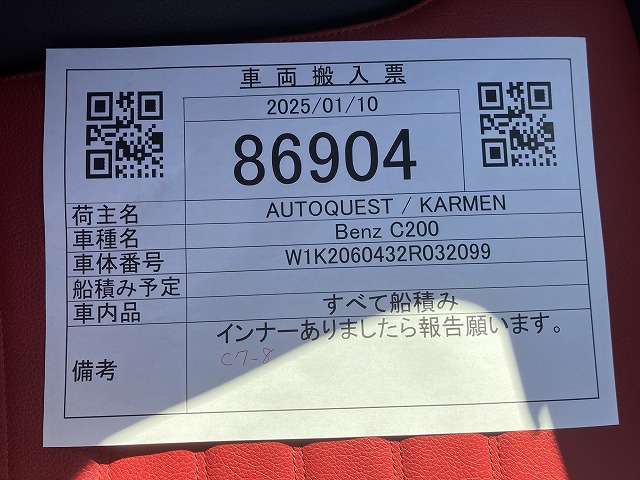 車両搬入票
2025/01/10
86904
荷主名 AUTOQUEST / KARMEN
車種名 Benz C200
車体番号 W1K2060432R032099
船積み予定
車内品 すべて船積み
備考 インナーありましたら報告願います。
C7-8